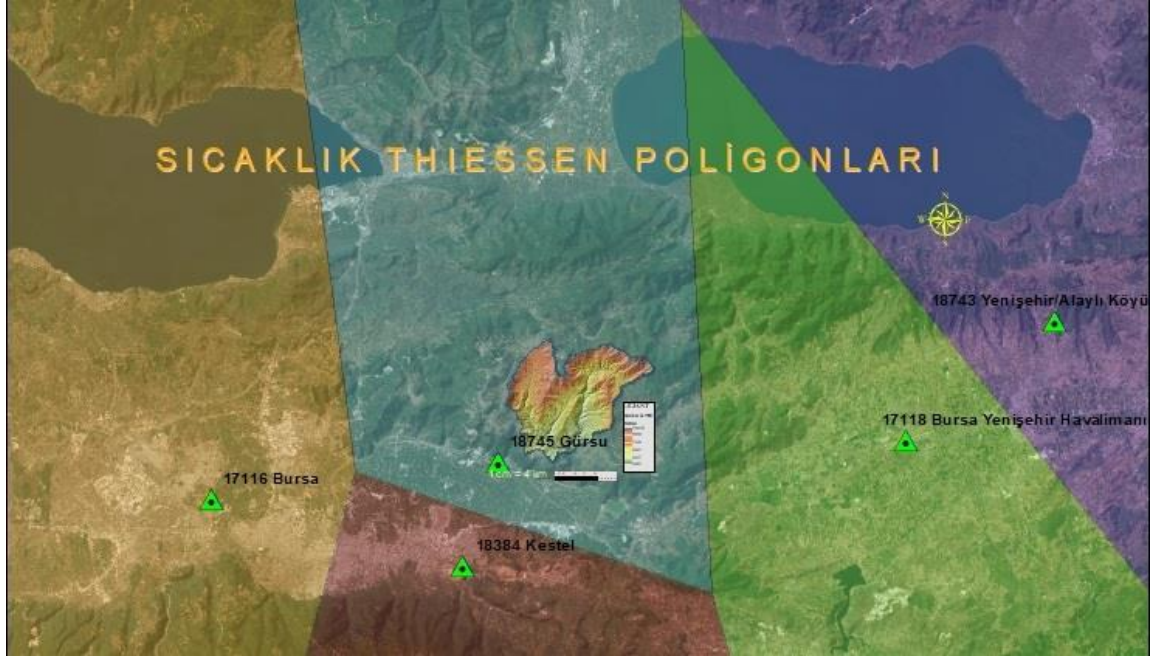 SICAKLIK THIESSEN POLİGONLARI
N
18743 Yenişehir/Alaylı Köyü
17118 Bursa Yenişehir Havalimanı
18745 Gürsu
17116 Bursa
18384 Kestel